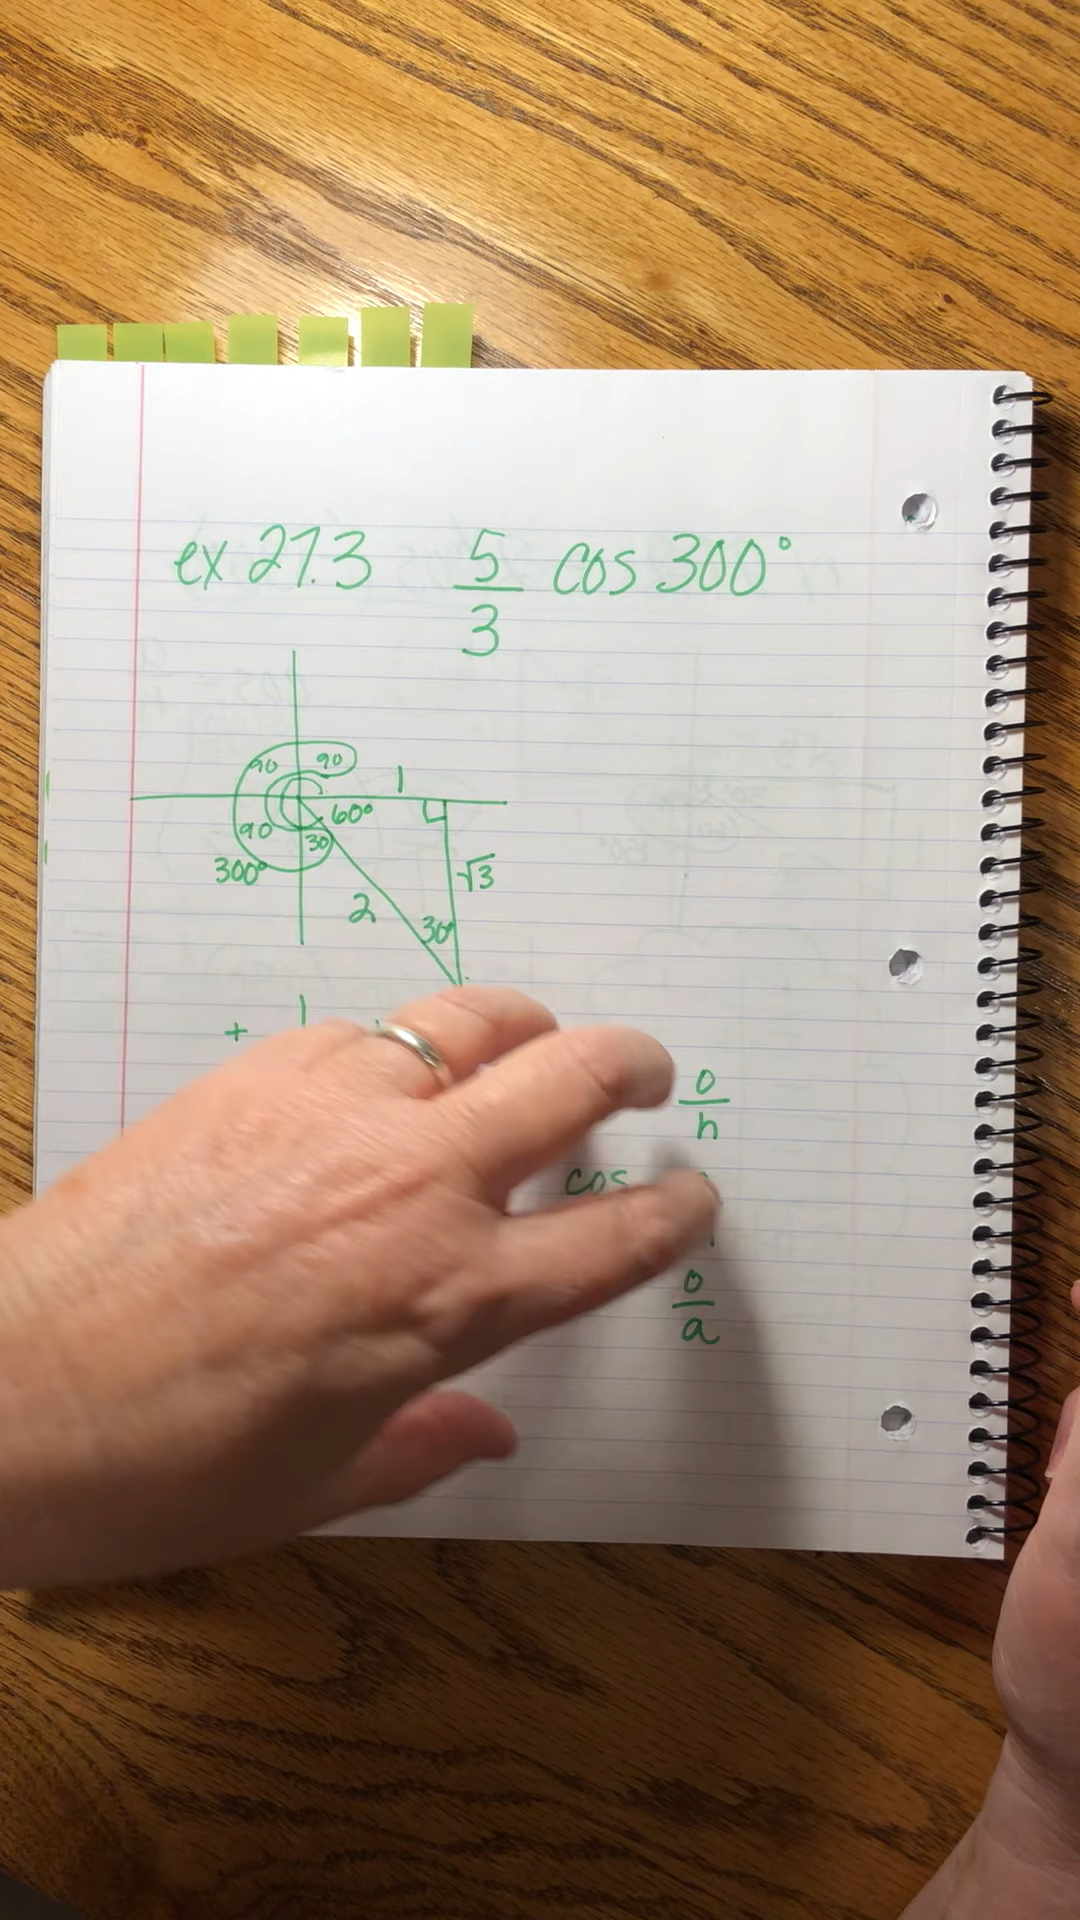 ex 27.3 5/3 cos 300°
90 90 1
60°
90 30
300° √3
2
30°
+
o/h
cos
o/a